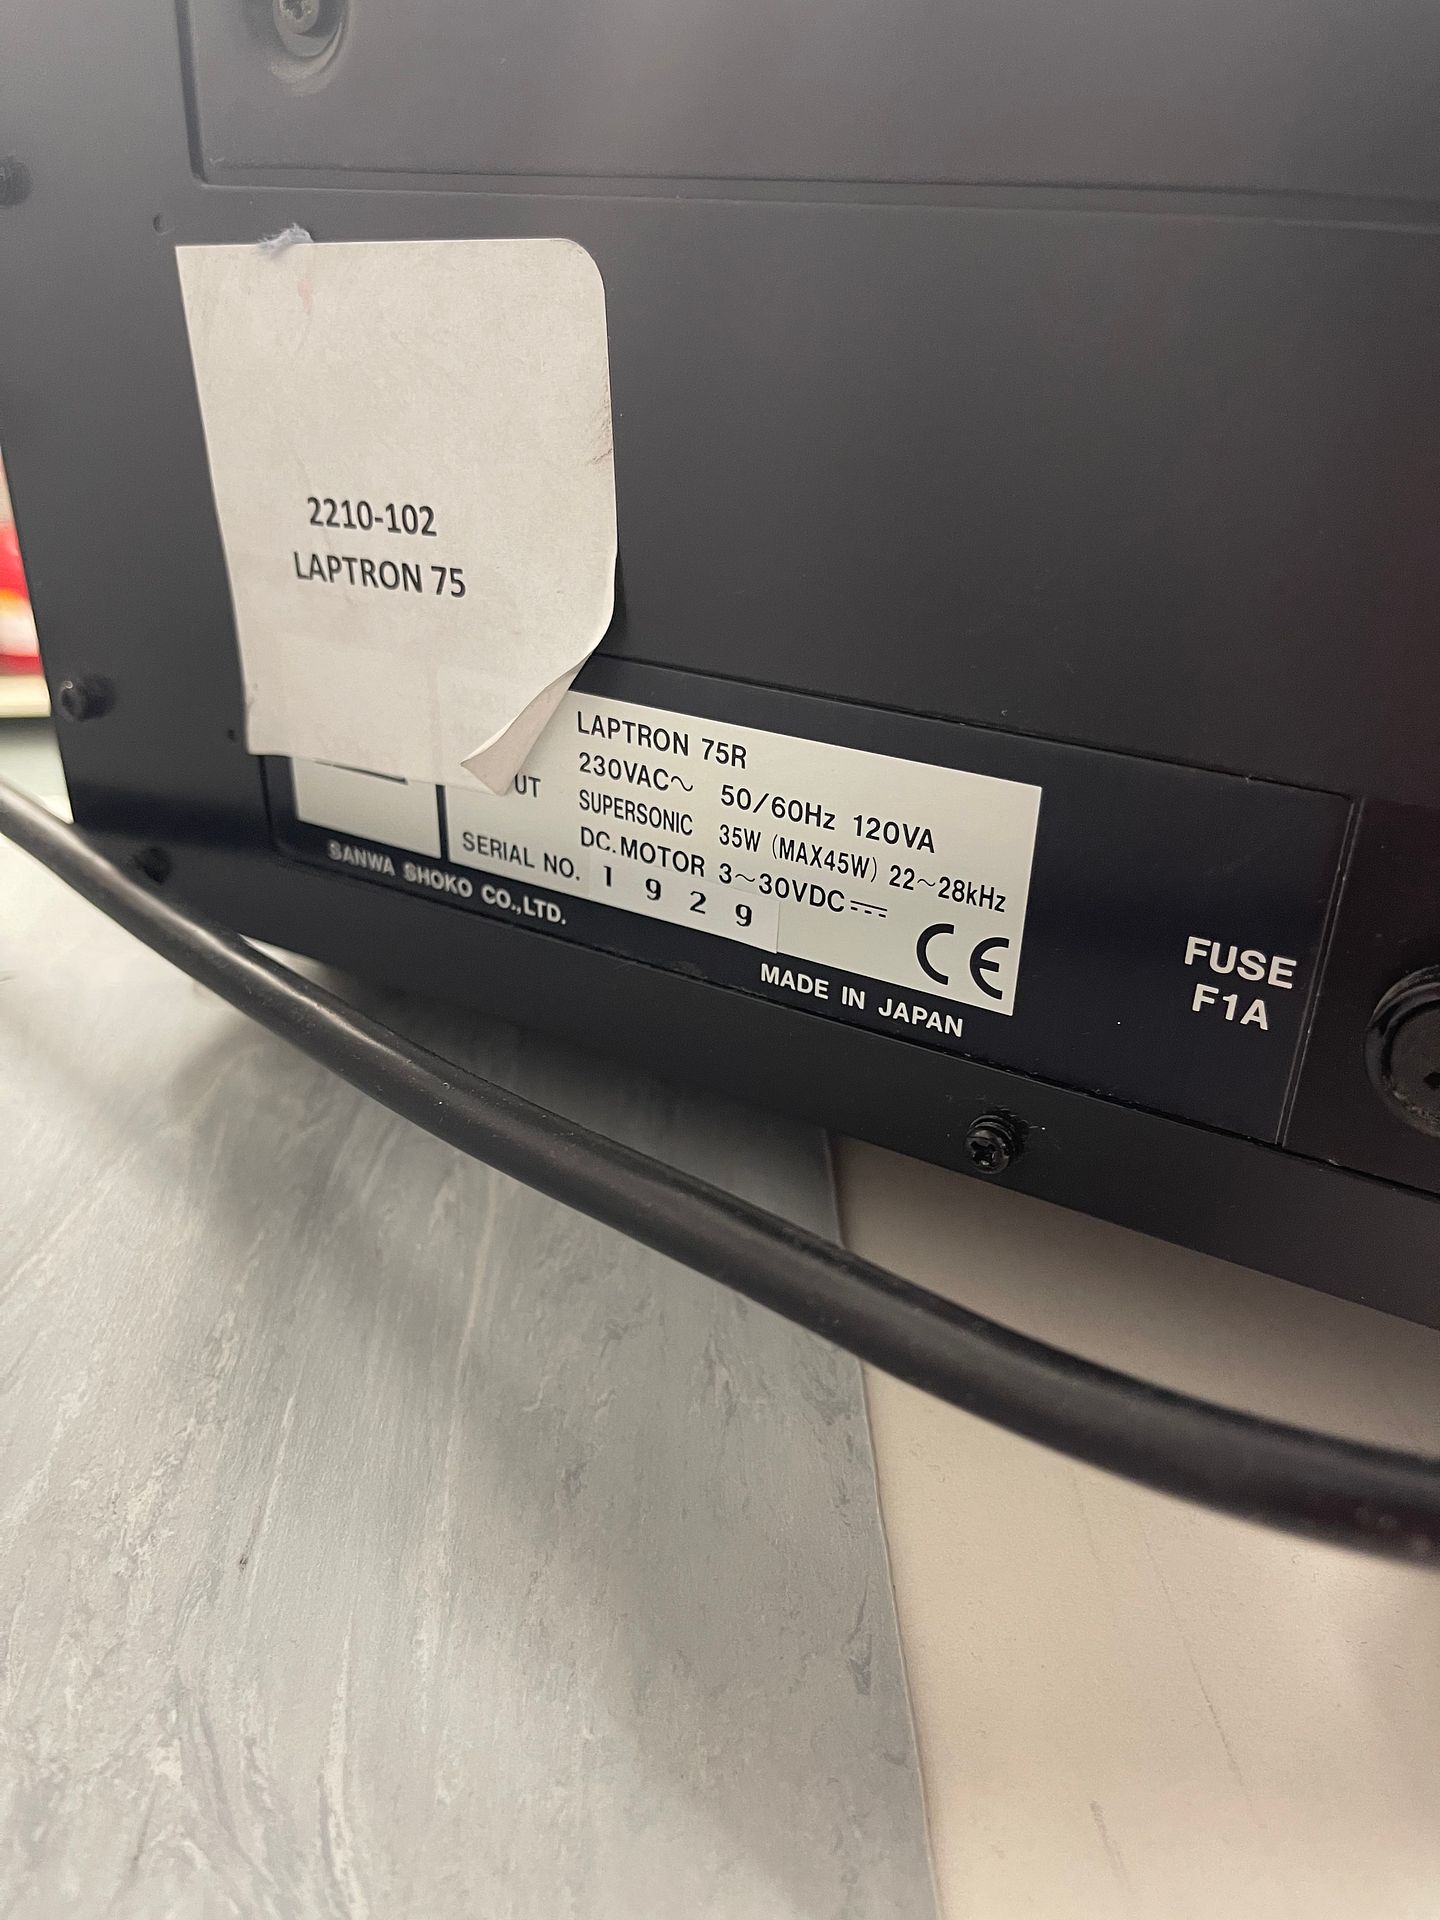 2210-102
LAPTRON 75
LAPTRON 75R
230VAC～ 50/60Hz 120VA
UT SUPERSONIC 35W (MAX45W) 22～28kHz
DC.MOTOR 3～30VDC⎓
SERIAL NO. 1929
CE
SANWA SHOKO CO.,LTD.
MADE IN JAPAN
FUSE
F1A